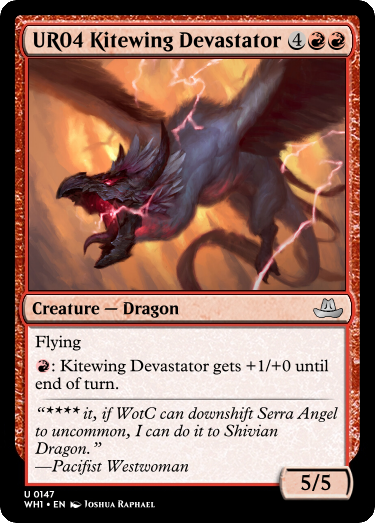 UR04 Kitewing Devastator 4
Creature — Dragon
Flying
: Kitewing Devastator gets +1/+0 until
end of turn.
“**** it, if WotC can downshift Serra Angel
to uncommon, I can do it to Shivian
Dragon.”
—Pacifist Westwoman
5/5
U 0147
WH1 • EN Joshua Raphael